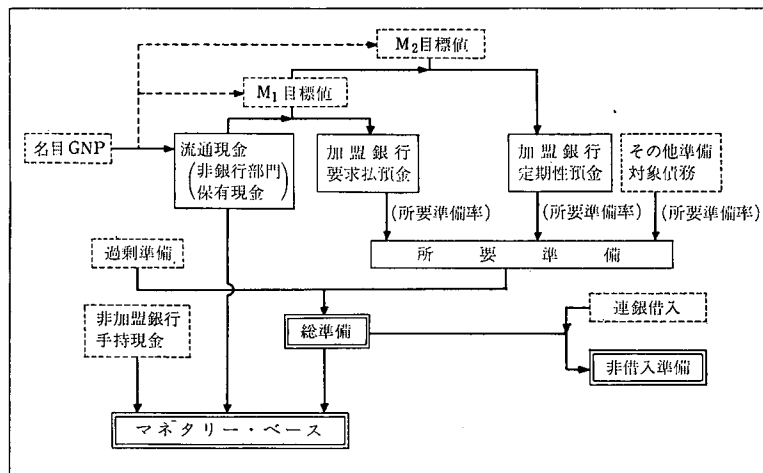 M₂目標値
M₁目標値
名目GNP
流通現金
(非銀行部門
保有現金)
加盟銀行
要求払預金
加盟銀行
定期性預金
その他準備
対象債務
(所要準備率)
(所要準備率)
(所要準備率)
所要準備
過剰準備
非加盟銀行
手持現金
総準備
連銀借入
非借入準備
マネタリー・ベース